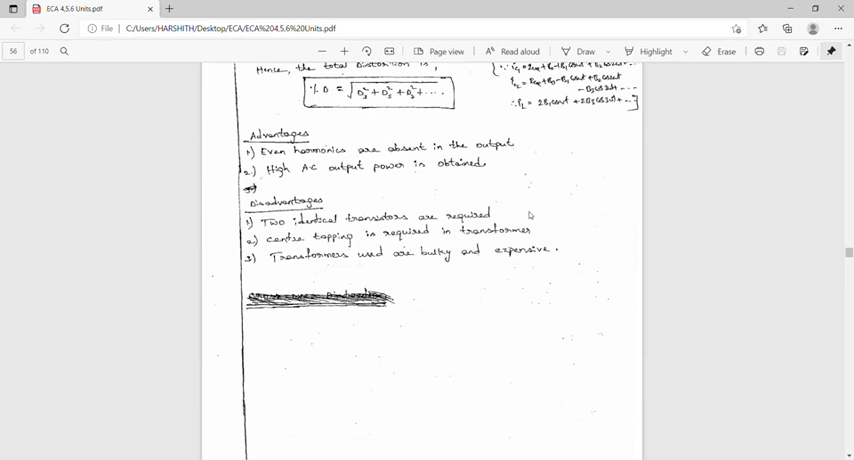 ECA 4,5,6 Units.pdf
File C:/Users/HARSHITH/Desktop/ECA/ECA%204,5,6%20Units.pdf
56 of 110 Page view Read aloud Draw Highlight Erase
Hence, the total Distortion is,
% D =
Advantages
1) Even harmonics are absent in the output
2.) High A.C output power is obtained.
Disadvantages
1) Two identical transistors are required
2) Centre tapping is required in transformer
3) Transformers used are bulky and expensive.